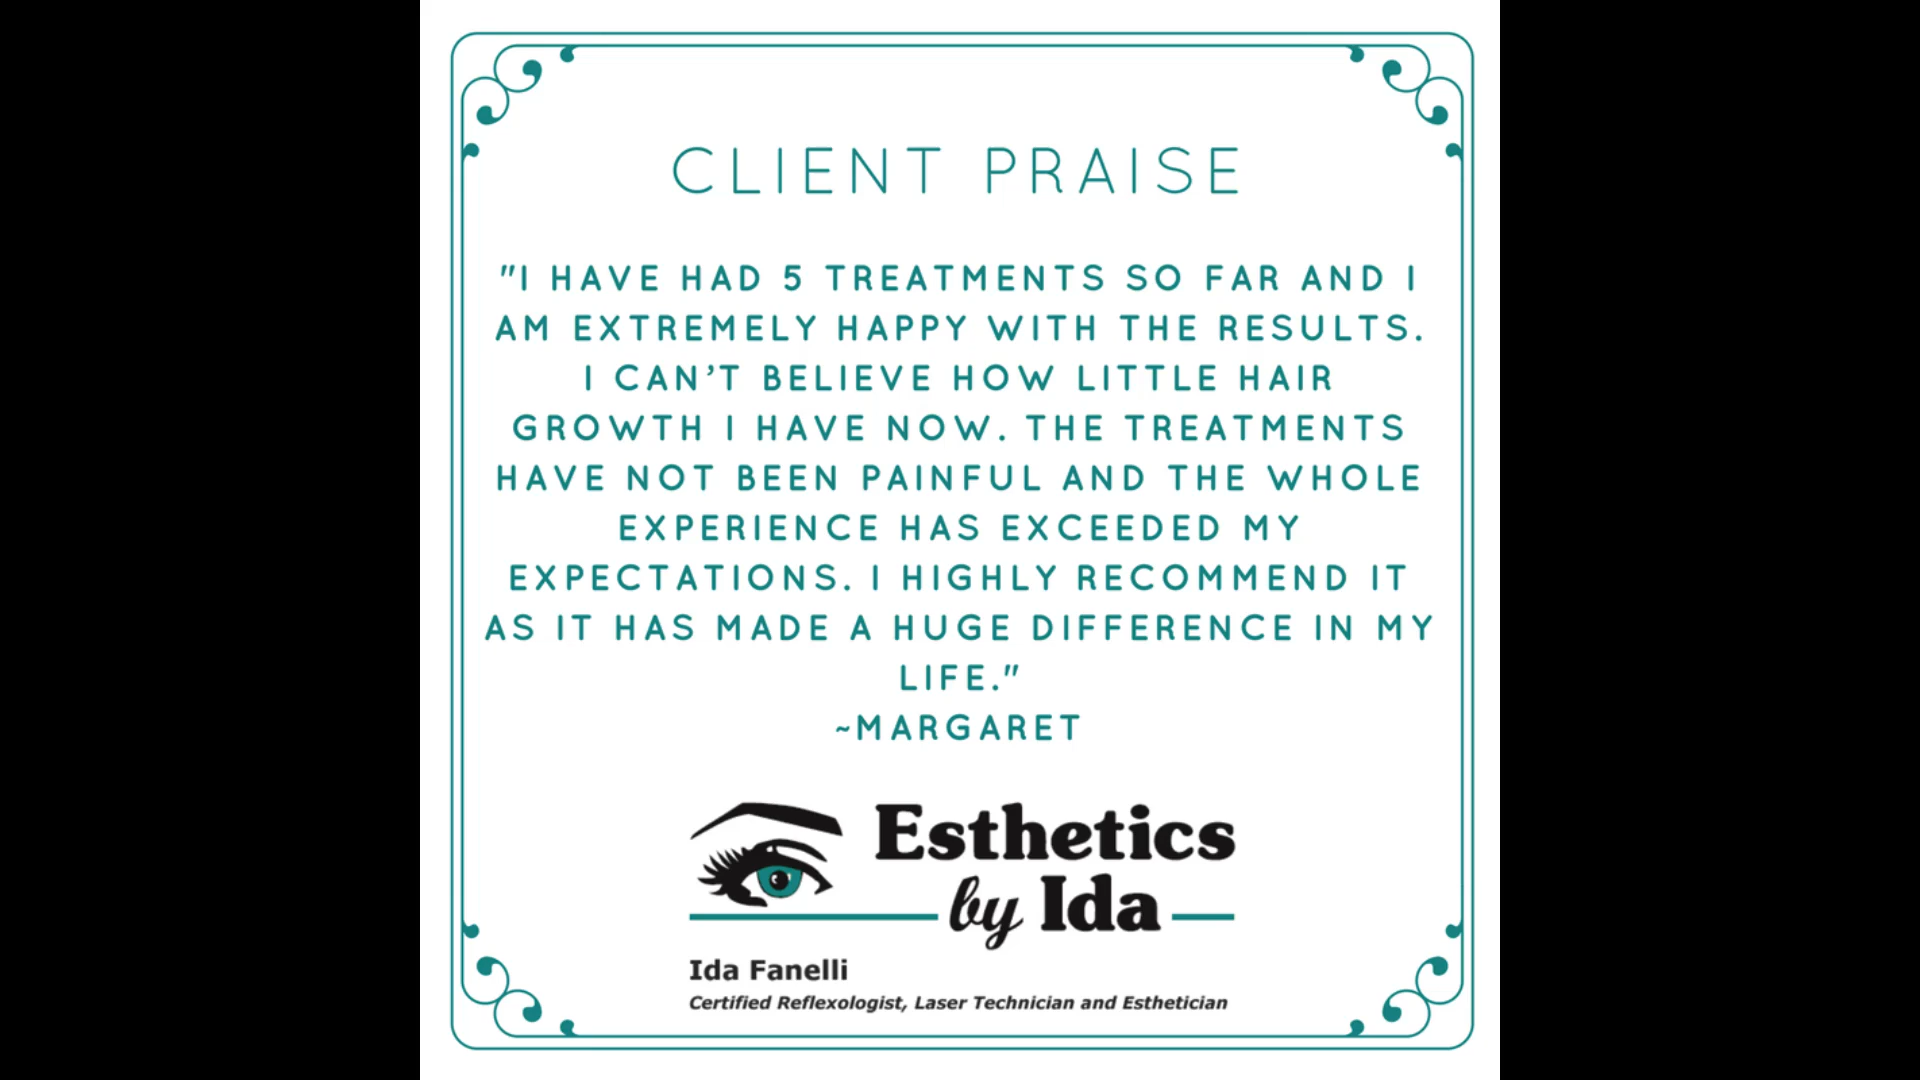 CLIENT PRAISE
"I HAVE HAD 5 TREATMENTS SO FAR AND I
AM EXTREMELY HAPPY WITH THE RESULTS.
I CAN’T BELIEVE HOW LITTLE HAIR
GROWTH I HAVE NOW. THE TREATMENTS
HAVE NOT BEEN PAINFUL AND THE WHOLE
EXPERIENCE HAS EXCEEDED MY
EXPECTATIONS. I HIGHLY RECOMMEND IT
AS IT HAS MADE A HUGE DIFFERENCE IN MY
LIFE."
~MARGARET
Esthetics
by Ida
Ida Fanelli
Certified Reflexologist, Laser Technician and Esthetician